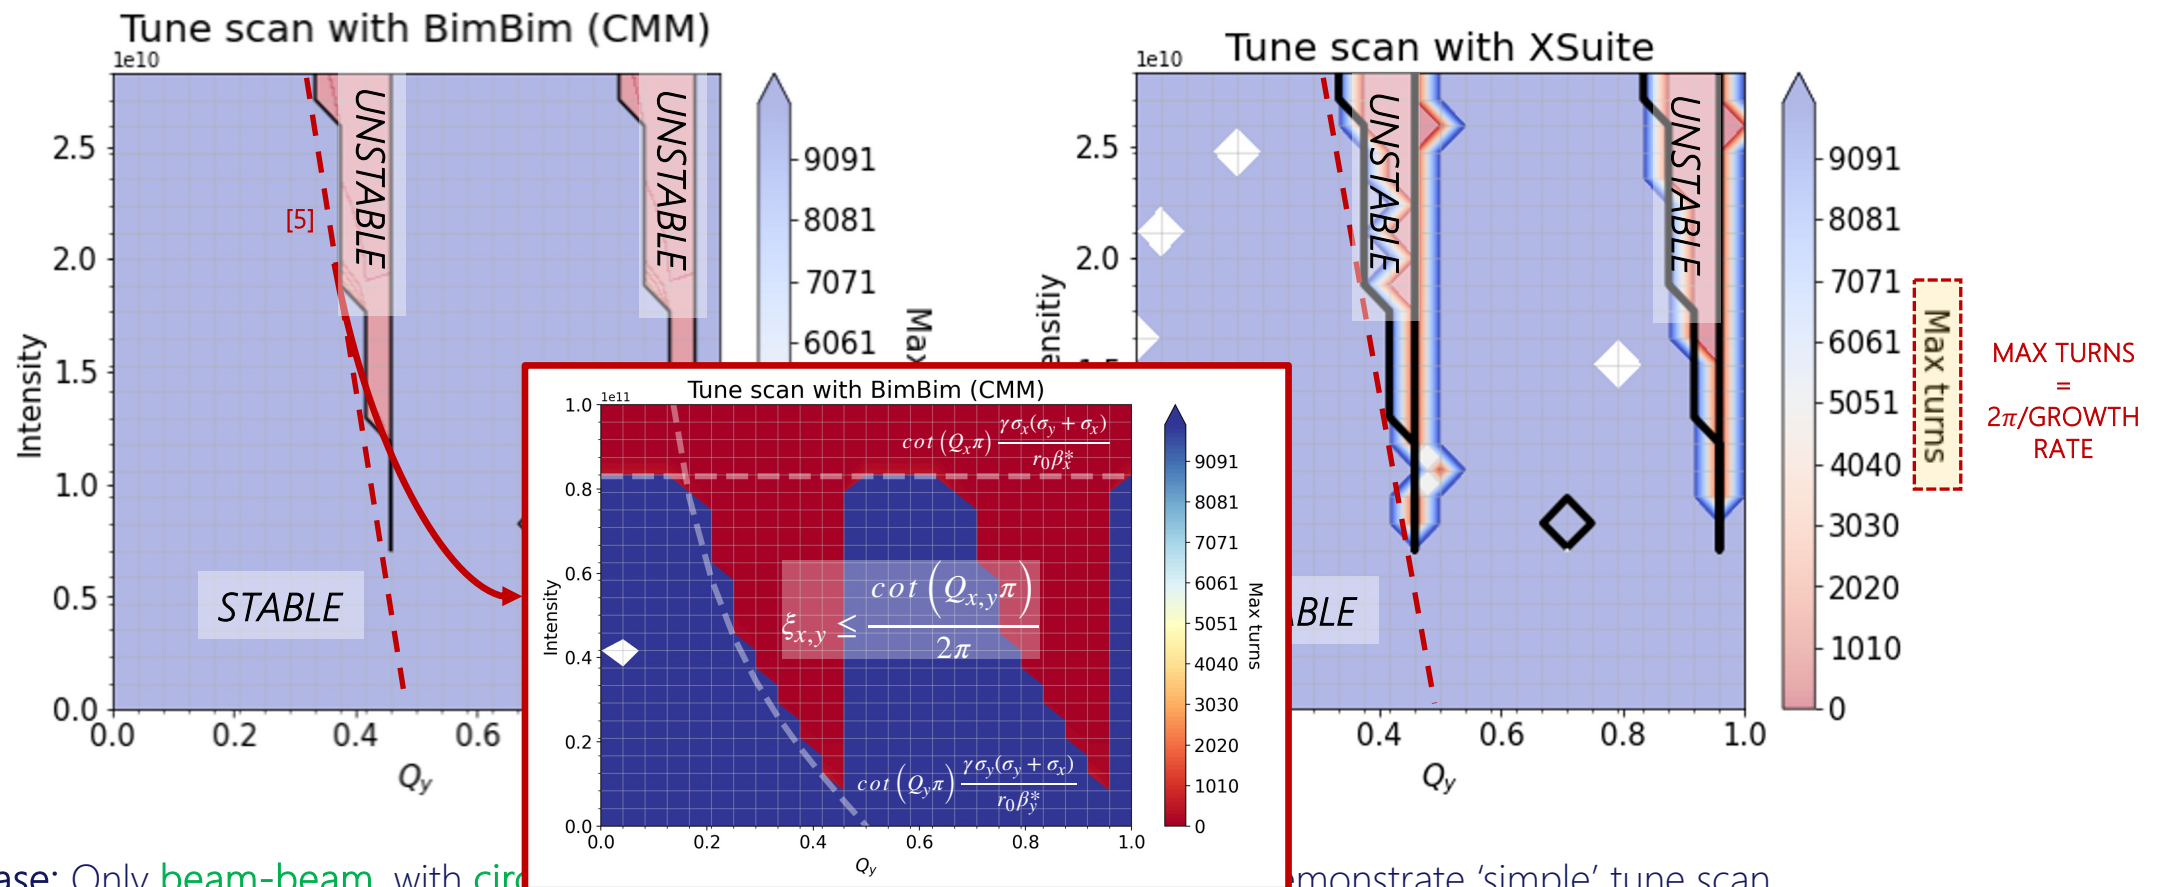 Tune scan with BimBim (CMM)
1e10
2.5
2.0
1.5
1.0
0.5
0.0
Intensity
0.0 0.2 0.4 0.6
Qy
UNSTABLE
UNSTABLE
[5]
STABLE
9091
8081
7071
6061
Max
Tune scan with XSuite
1e10
2.5
2.0
ensitiy
UNSTABLE
UNSTABLE
BLE
0.4 0.6 0.8 1.0
Qy
9091
8081
7071
6061
5051
4040
3030
2020
1010
0
Max turns
MAX TURNS
=
2π/GROWTH
RATE
Tune scan with BimBim (CMM)
1e11
1.0
0.8
0.6
0.4
0.2
0.0
Intensity
0.0 0.2 0.4 0.6 0.8 1.0
Qy
cot(Qxπ) γσx(σy + σx) / r0βx*
ξx,y ≤ cot(Qx,yπ) / 2π
cot(Qyπ) γσy(σy + σx) / r0βy*
9091
8081
7071
6061
5051
4040
3030
2020
1010
0
Max turns
ase: Only beam-beam, with circ
emonstrate ‘simple’ tune scan